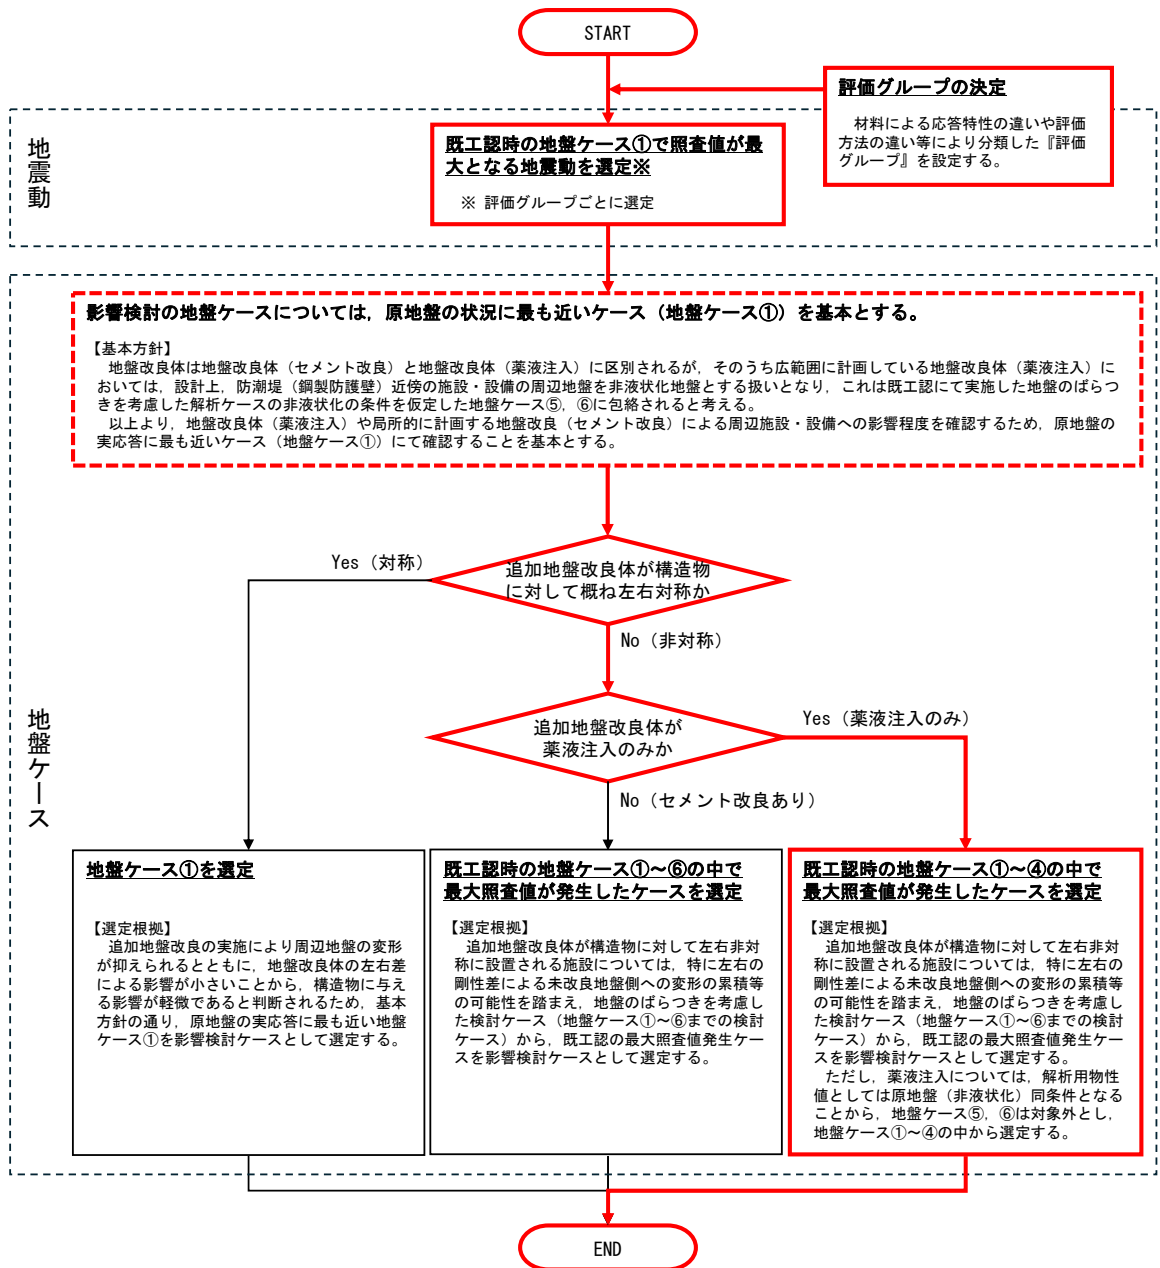 START
評価グループの決定
材料による応答特性の違いや評価
方法の違い等により分類した『評価
グループ』を設定する。
地震動
既工認時の地盤ケース①で照査値が最
大となる地震動を選定※
※ 評価グループごとに選定
影響検討の地盤ケースについては，原地盤の状況に最も近いケース（地盤ケース①）を基本とする。
【基本方針】
地盤改良体は地盤改良体（セメント改良）と地盤改良体（薬液注入）に区別されるが，そのうち広範囲に計画している地盤改良体（薬液注入）に
おいては，設計上，防潮堤（鋼製防護壁）近傍の施設・設備の周辺地盤を非液状化地盤とする扱いとなり，これは既工認にて実施した地盤のばらつ
きを考慮した解析ケースの非液状化の条件を仮定した地盤ケース⑤，⑥に包絡されると考える。
以上より，地盤改良体（薬液注入）や局所的に計画する地盤改良（セメント改良）による周辺施設・設備への影響程度を確認するため，原地盤の
実応答に最も近いケース（地盤ケース①）にて確認することを基本とする。
地盤ケース
Yes（対称）
追加地盤改良体が構造物
に対して概ね左右対称か
No（非対称）
追加地盤改良体が
薬液注入のみか
Yes（薬液注入のみ）
No（セメント改良あり）
地盤ケース①を選定
【選定根拠】
追加地盤改良の実施により周辺地盤の変形
が抑えられるとともに，地盤改良体の左右差
による影響が小さいことから，構造物に与え
る影響が軽微であると判断されるため，基本
方針の通り，原地盤の実応答に最も近い地盤
ケース①を影響検討ケースとして選定する。
既工認時の地盤ケース①～⑥の中で
最大照査値が発生したケースを選定
【選定根拠】
追加地盤改良体が構造物に対して左右非対
称に設置される施設については，特に左右の
剛性差による未改良地盤側への変形の累積等
の可能性を踏まえ，地盤のばらつきを考慮し
た検討ケース（地盤ケース①～⑥までの検討
ケース）から，既工認の最大照査値発生ケー
スを影響検討ケースとして選定する。
既工認時の地盤ケース①～④の中で
最大照査値が発生したケースを選定
【選定根拠】
追加地盤改良体が構造物に対して左右非対
称に設置される施設については，特に左右の
剛性差による未改良地盤側への変形の累積等
の可能性を踏まえ，地盤のばらつきを考慮し
た検討ケース（地盤ケース①～⑥までの検討
ケース）から，既工認の最大照査値発生ケー
スを影響検討ケースとして選定する。
ただし，薬液注入については，解析用物性
値としては原地盤（非液状化）同条件となる
ことから，地盤ケース⑤，⑥は対象外とし，
地盤ケース①～④の中から選定する。
END